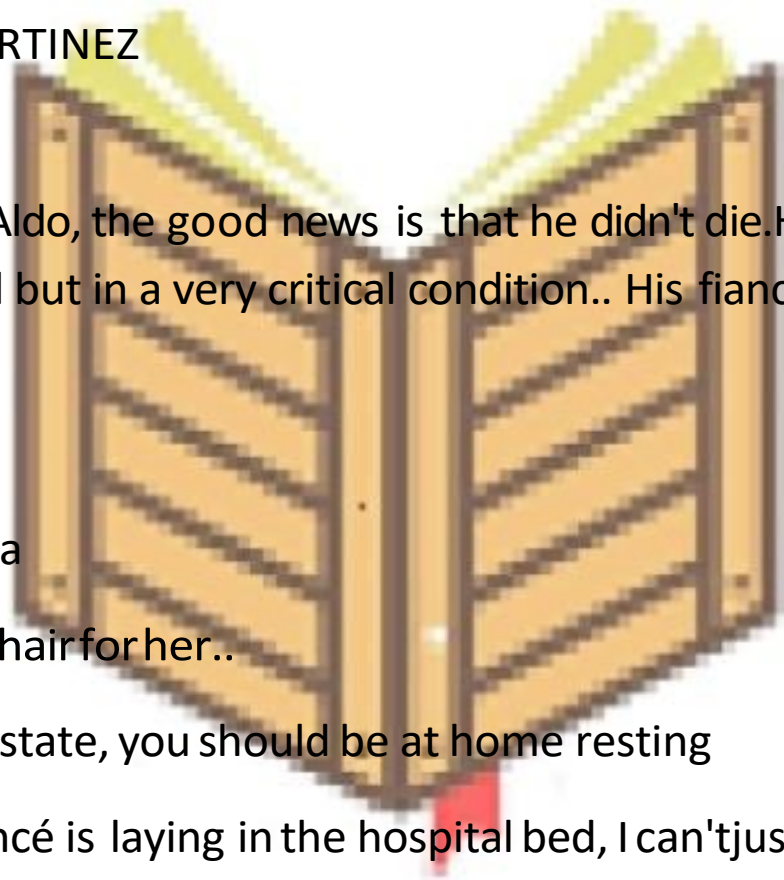 RTINEZ
Aldo, the good news is that he didn't die.H
but in a very critical condition.. His fianc
a
hair for her..
state, you should be at home resting
ncé is laying in the hospital bed, I can'tjus